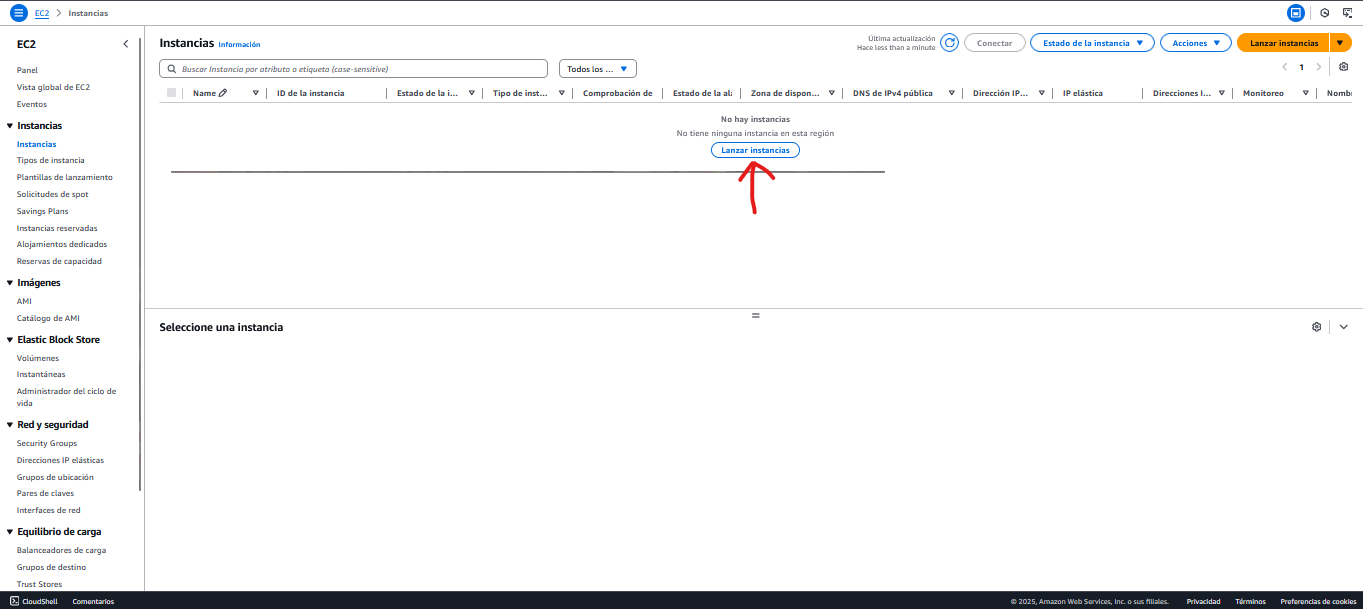 EC2 > Instancias
EC2
Panel
Vista global de EC2
Eventos
Instancias
Instancias
Tipos de instancia
Plantillas de lanzamiento
Solicitudes de spot
Savings Plans
Instancias reservadas
Alojamientos dedicados
Reservas de capacidad
Imágenes
AMI
Catálogo de AMI
Elastic Block Store
Volúmenes
Instantáneas
Administrador del ciclo de
vida
Red y seguridad
Security Groups
Direcciones IP elásticas
Grupos de ubicación
Pares de claves
Interfaces de red
Equilibrio de carga
Balanceadores de carga
Grupos de destino
Trust Stores
Instancias Información
Última actualización
Hace less than a minute
Conectar
Estado de la instancia
Acciones
Lanzar instancias
Buscar Instancia por atributo o etiqueta (case-sensitive)
Todos los ...
1
Name ID de la instancia Estado de la i... Tipo de inst... Comprobación de Estado de la al Zona de dispon... DNS de IPv4 pública Dirección IP... IP elástica Direcciones I... Monitoreo Nomb
No hay instancias
No tiene ninguna instancia en esta región
Lanzar instancias
Seleccione una instancia
CloudShell Comentarios © 2025, Amazon Web Services, Inc. o sus filiales. Privacidad Términos Preferencias de cookies